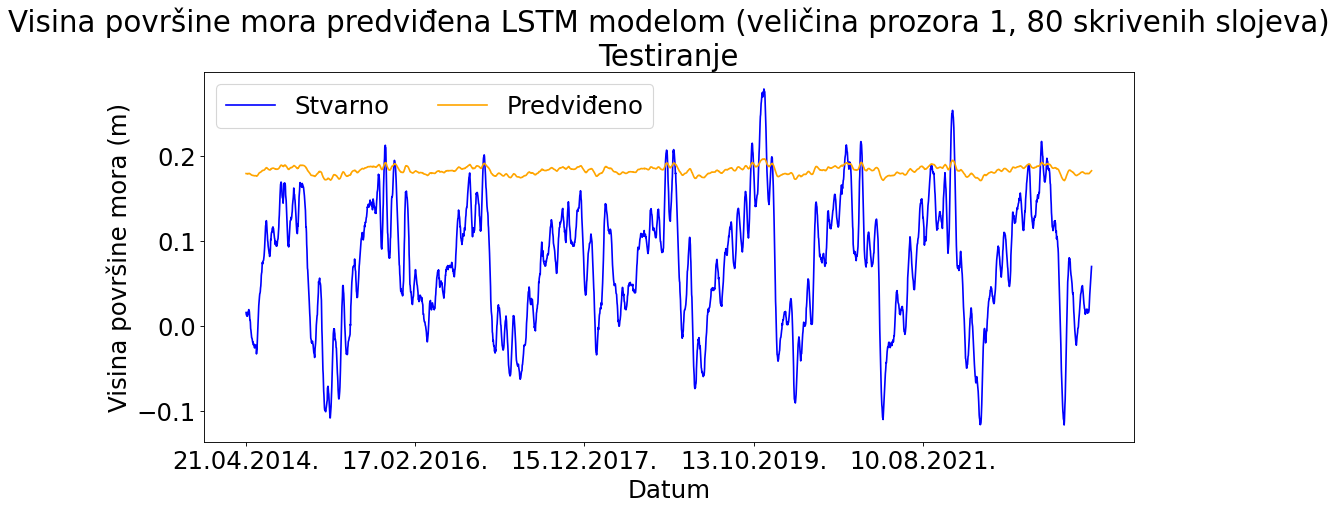 Visina površine mora predviđena LSTM modelom (veličina prozora 1, 80 skrivenih slojeva)
Testiranje
Stvarno Predviđeno
Visina površine mora (m)
0.2
0.1
0.0
−0.1
21.04.2014. 17.02.2016. 15.12.2017. 13.10.2019. 10.08.2021.
Datum